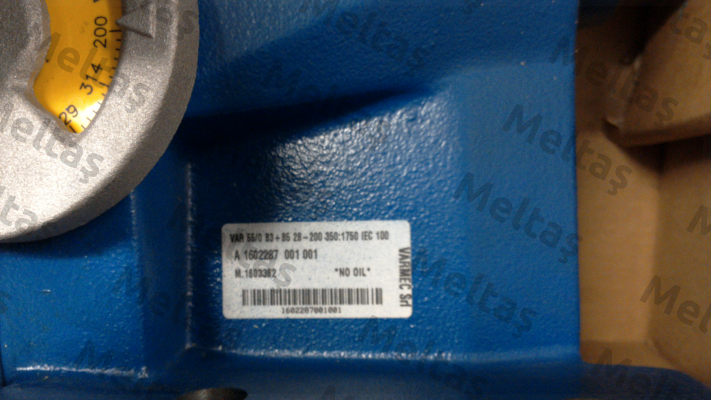 200
314
29
VAR 55/0 B3+B5 28-200 350:1750 IEC 100
A 1602287 001 001
M.1603362 "NO OIL"
1602287001001
VARMEC Srl
Meltaş